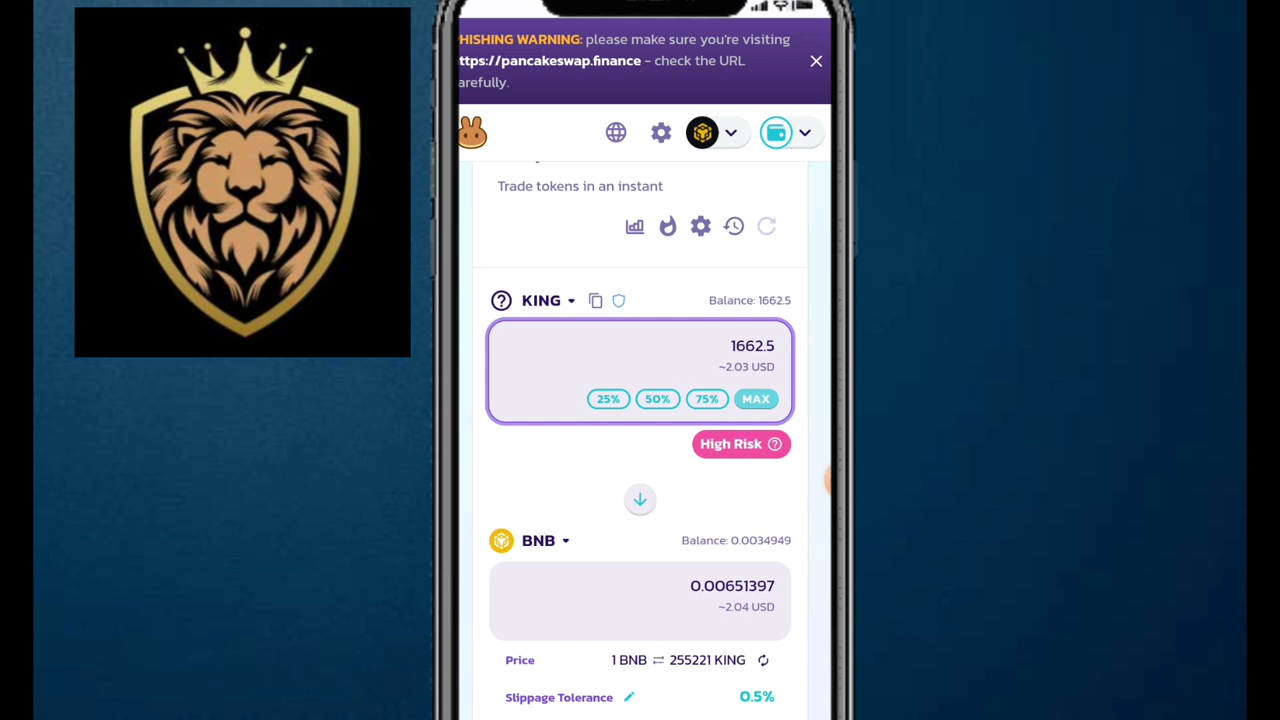 HISHING WARNING: please make sure you're visiting
ttps://pancakeswap.finance - check the URL
arefully.
Trade tokens in an instant
KING Balance: 1662.5
1662.5
~2.03 USD
25% 50% 75% MAX
High Risk
BNB Balance: 0.0034949
0.00651397
~2.04 USD
Price 1 BNB ⇄ 255221 KING
Slippage Tolerance 0.5%